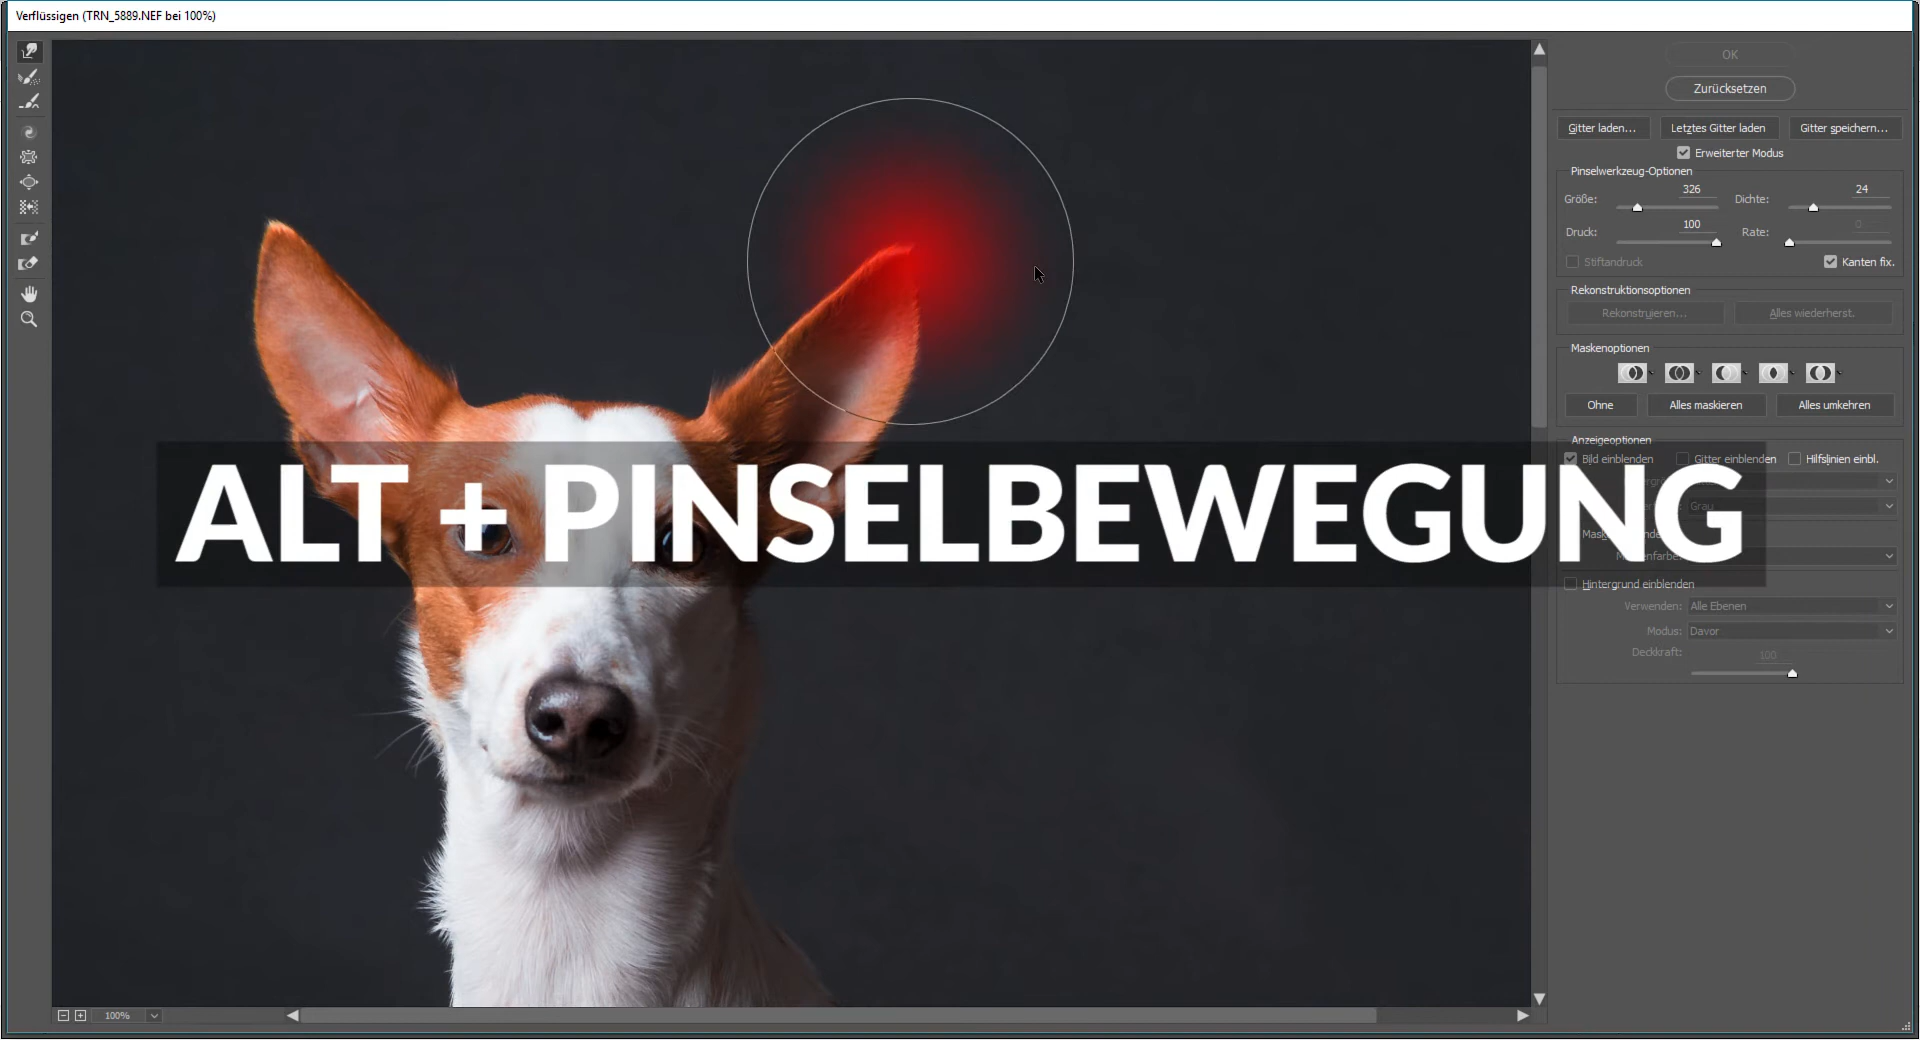 Verflüssigen (TRN_5889.NEF bei 100%)
OK
Zurücksetzen
Gitter laden... Letztes Gitter laden Gitter speichern...
Erweiterter Modus
Pinselwerkzeug-Optionen
Größe: 326 Dichte: 24
Druck: 100 Rate: 0
Stiftandruck Kanten fix.
Rekonstruktionsoptionen
Rekonstruieren... Alles wiederherst.
Maskenoptionen
Ohne Alles maskieren Alles umkehren
Anzeigeoptionen
Bild einblenden Gitter einblenden Hilfslinien einbl.
Grau
ALT + PINSELBEWEGUNG
Hintergrund einblenden
Verwenden: Alle Ebenen
Modus: Davor
Deckkraft: 100
100%